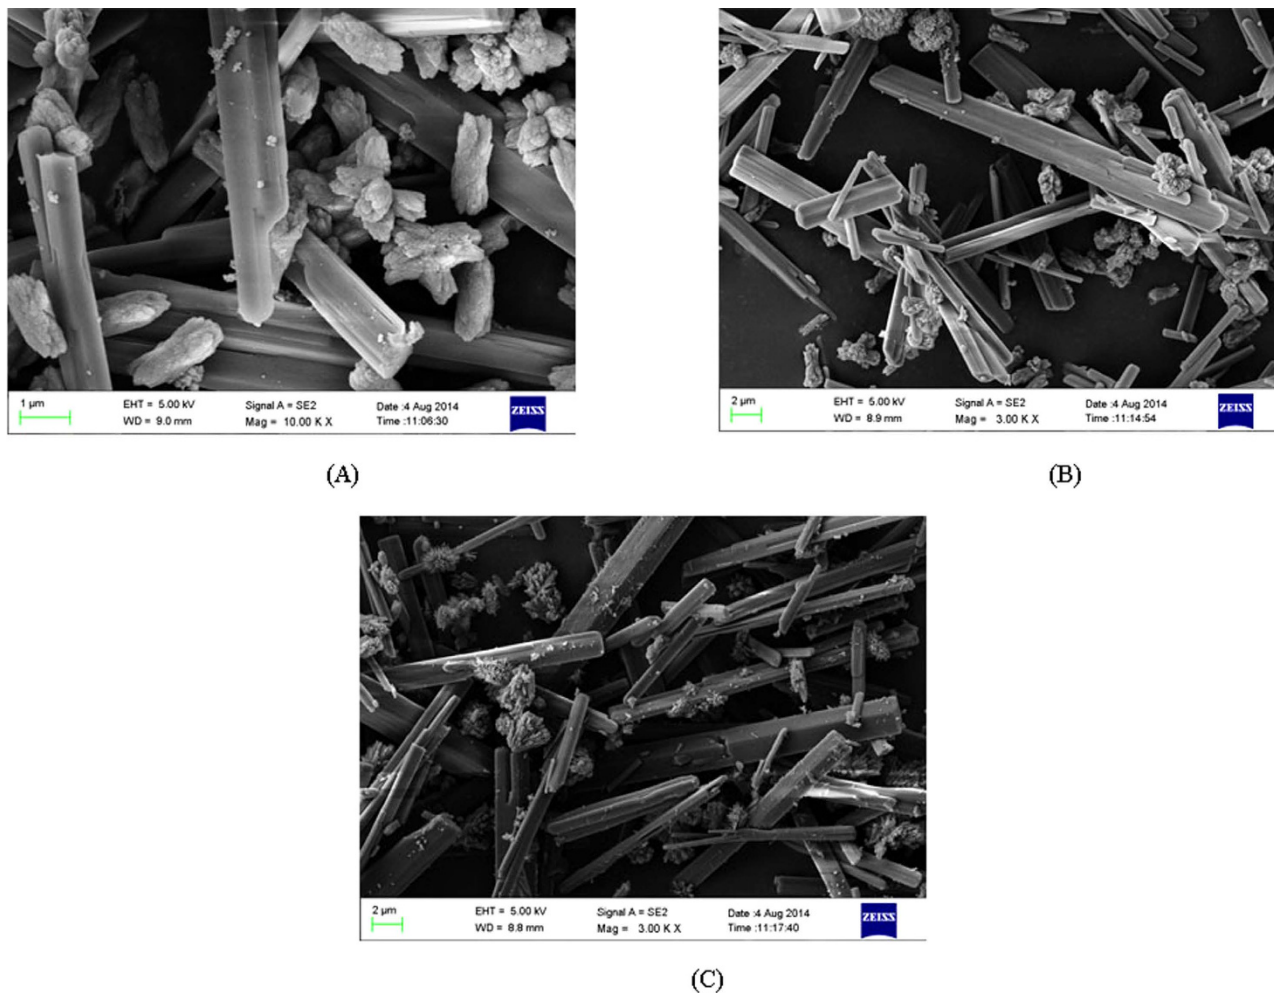 1 µm
EHT = 5.00 kV
Signal A = SE2
Date :4 Aug 2014
ZEISS
WD = 9.0 mm
Mag = 10.00 K X
Time :11:06:30
(A)
2 µm
EHT = 5.00 kV
Signal A = SE2
Date :4 Aug 2014
ZEISS
WD = 8.9 mm
Mag = 3.00 K X
Time :11:14:54
(B)
2 µm
EHT = 5.00 kV
Signal A = SE2
Date :4 Aug 2014
ZEISS
WD = 8.8 mm
Mag = 3.00 K X
Time :11:17:40
(C)